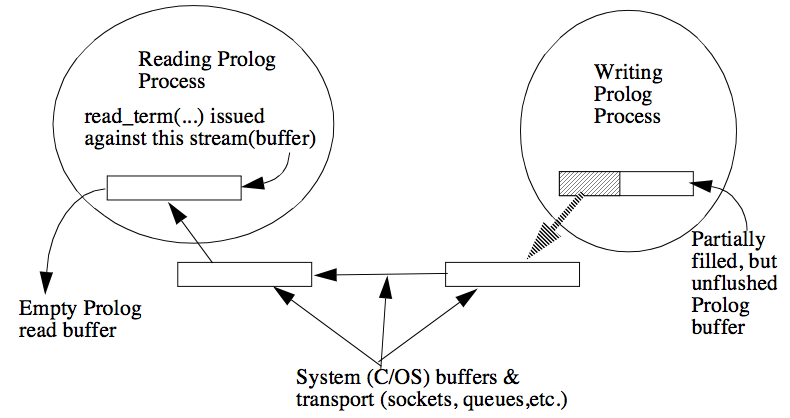 Reading Prolog
Process
read_term(...) issued
against this stream(buffer)
Writing
Prolog
Process
Partially
filled, but
unflushed
Prolog
buffer
Empty Prolog
read buffer
System (C/OS) buffers &
transport (sockets, queues,etc.)